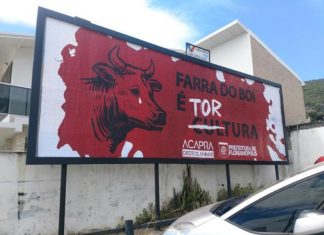 FARRA DO BOI
É TOR
CULTURA
ACAPRA
PREFEITURA DE
FLORIANÓPOLIS